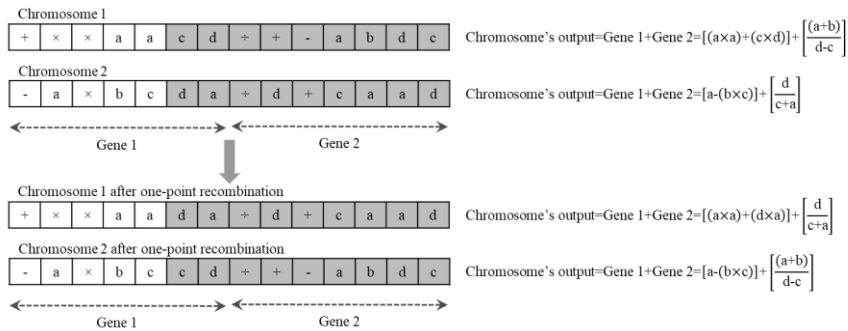 Chromosome 1
+ × × a a c d ÷ + - a b d c
Chromosome's output=Gene 1+Gene 2=[(a×a)+(c×d)]+[(a+b)/d-c]
Chromosome 2
- a × b c d a ÷ d + c a a d
Chromosome's output=Gene 1+Gene 2=[a-(b×c)]+[d/c+a]
Gene 1 Gene 2
Chromosome 1 after one-point recombination
+ × × a a d a ÷ d + c a a d
Chromosome's output=Gene 1+Gene 2=[(a×a)+(d×a)]+[d/c+a]
Chromosome 2 after one-point recombination
- a × b c c d ÷ + - a b d c
Chromosome's output=Gene 1+Gene 2=[a-(b×c)]+[(a+b)/d-c]
Gene 1 Gene 2